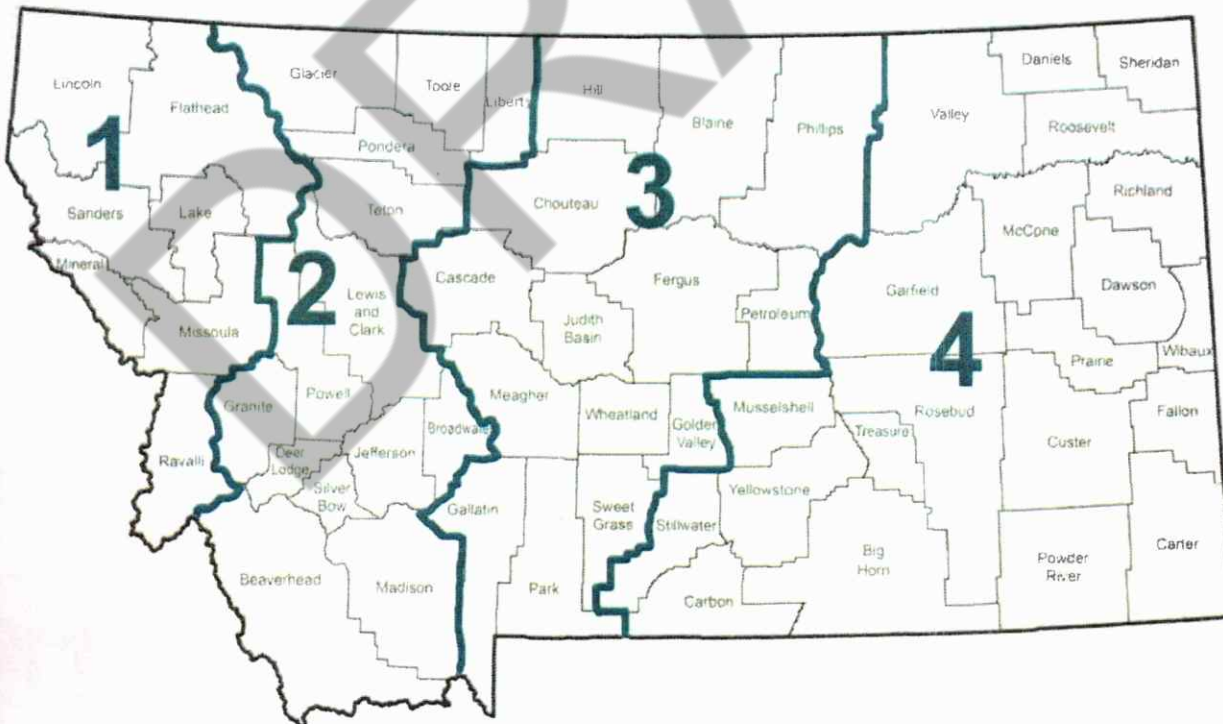 DRA
Lincoln
Flathead
Glacier
Toore
Liberty
Hill
Blaine
Phillips
Valley
Daniels
Sheridan
Roosevelt
1
Pondera
Sanders
Lake
Teton
Chouteau
3
McCone
Richland
Mineral
2
Cascade
Fergus
Garfield
Dawson
Missoula
Lewis
and
Clark
Judith
Basin
Petroleum
4
Prairie
Wibaux
Granite
Powell
Meagher
Wheatland
Golden
Valley
Musselshell
Treasure
Rosebud
Custer
Fallon
Ravalli
Deer
Lodge
Jefferson
Broadwater
Silver
Bow
Gallatin
Sweet
Grass
Stillwater
Yellowstone
Beaverhead
Madison
Park
Carbon
Big
Horn
Powder
River
Carter